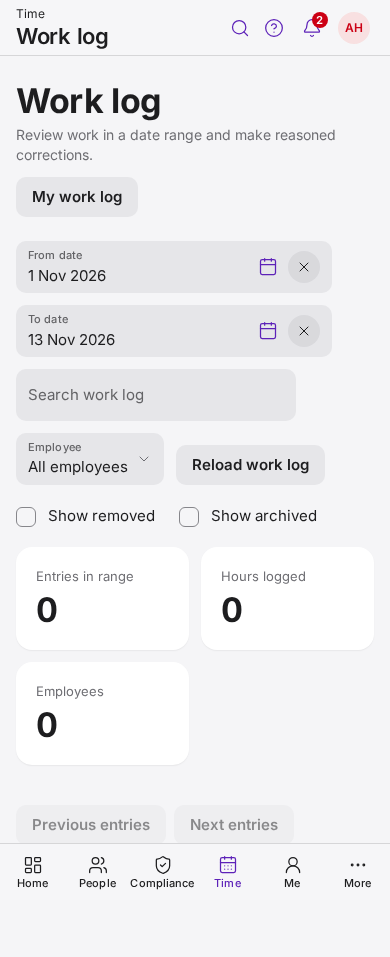 Time
Work log
2
AH
Work log
Review work in a date range and make reasoned
corrections.
My work log
From date
1 Nov 2026
To date
13 Nov 2026
Search work log
Employee
All employees
Reload work log
Show removed
Show archived
Entries in range
0
Hours logged
0
Employees
0
Previous entries
Next entries
Home
People
Compliance
Time
Me
More